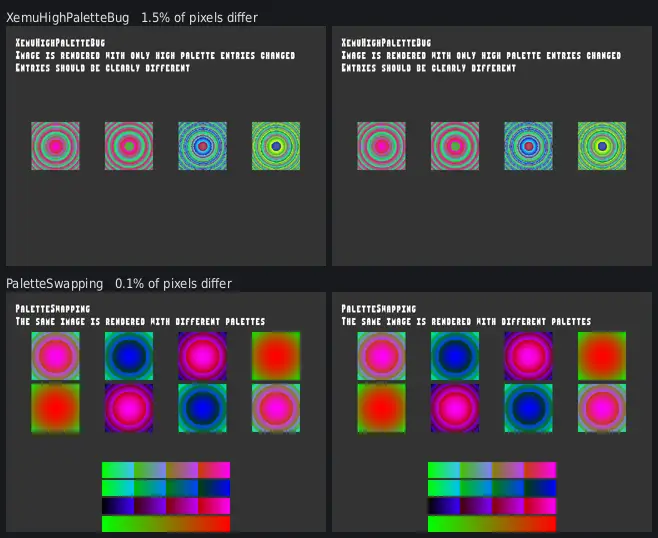 XemuHighPaletteBug 1.5% of pixels differ
XemuHighPaletteBug
Image is rendered with only high palette entries changed
Entries should be clearly different
XemuHighPaletteBug
Image is rendered with only high palette entries changed
Entries should be clearly different
PaletteSwapping 0.1% of pixels differ
PaletteSwapping
The same image is rendered with different palettes
PaletteSwapping
The same image is rendered with different palettes